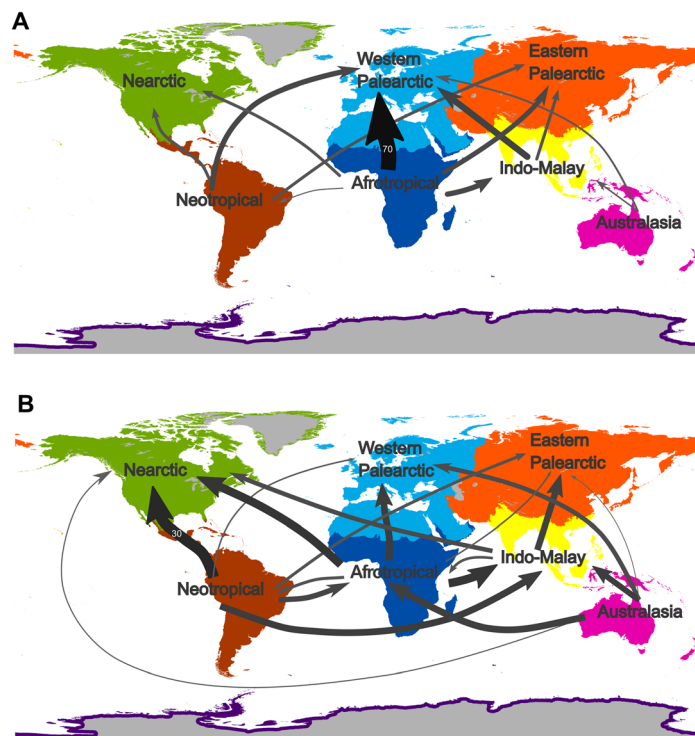 A
Western
Palearctic
Eastern
Palearctic
Nearctic
70
Indo-Malay
Afrotropical
Neotropical
Australasia
B
Western
Palearctic
Eastern
Palearctic
Nearctic
30
Indo-Malay
Afrotropical
Neotropical
Australasia